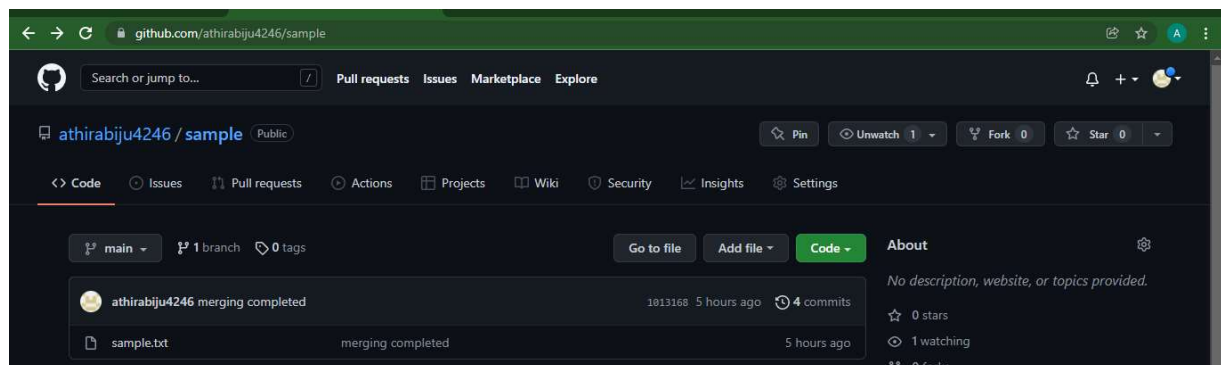 github.com/athirabiju4246/sample
A
Search or jump to... /
Pull requests Issues Marketplace Explore
athirabiju4246 / sample Public
Pin Unwatch 1 Fork 0 Star 0
<> Code Issues Pull requests Actions Projects Wiki Security Insights Settings
main 1 branch 0 tags Go to file Add file Code
athirabiju4246 merging completed 1013168 5 hours ago 4 commits
sample.txt merging completed 5 hours ago
About
No description, website, or topics provided.
0 stars
1 watching